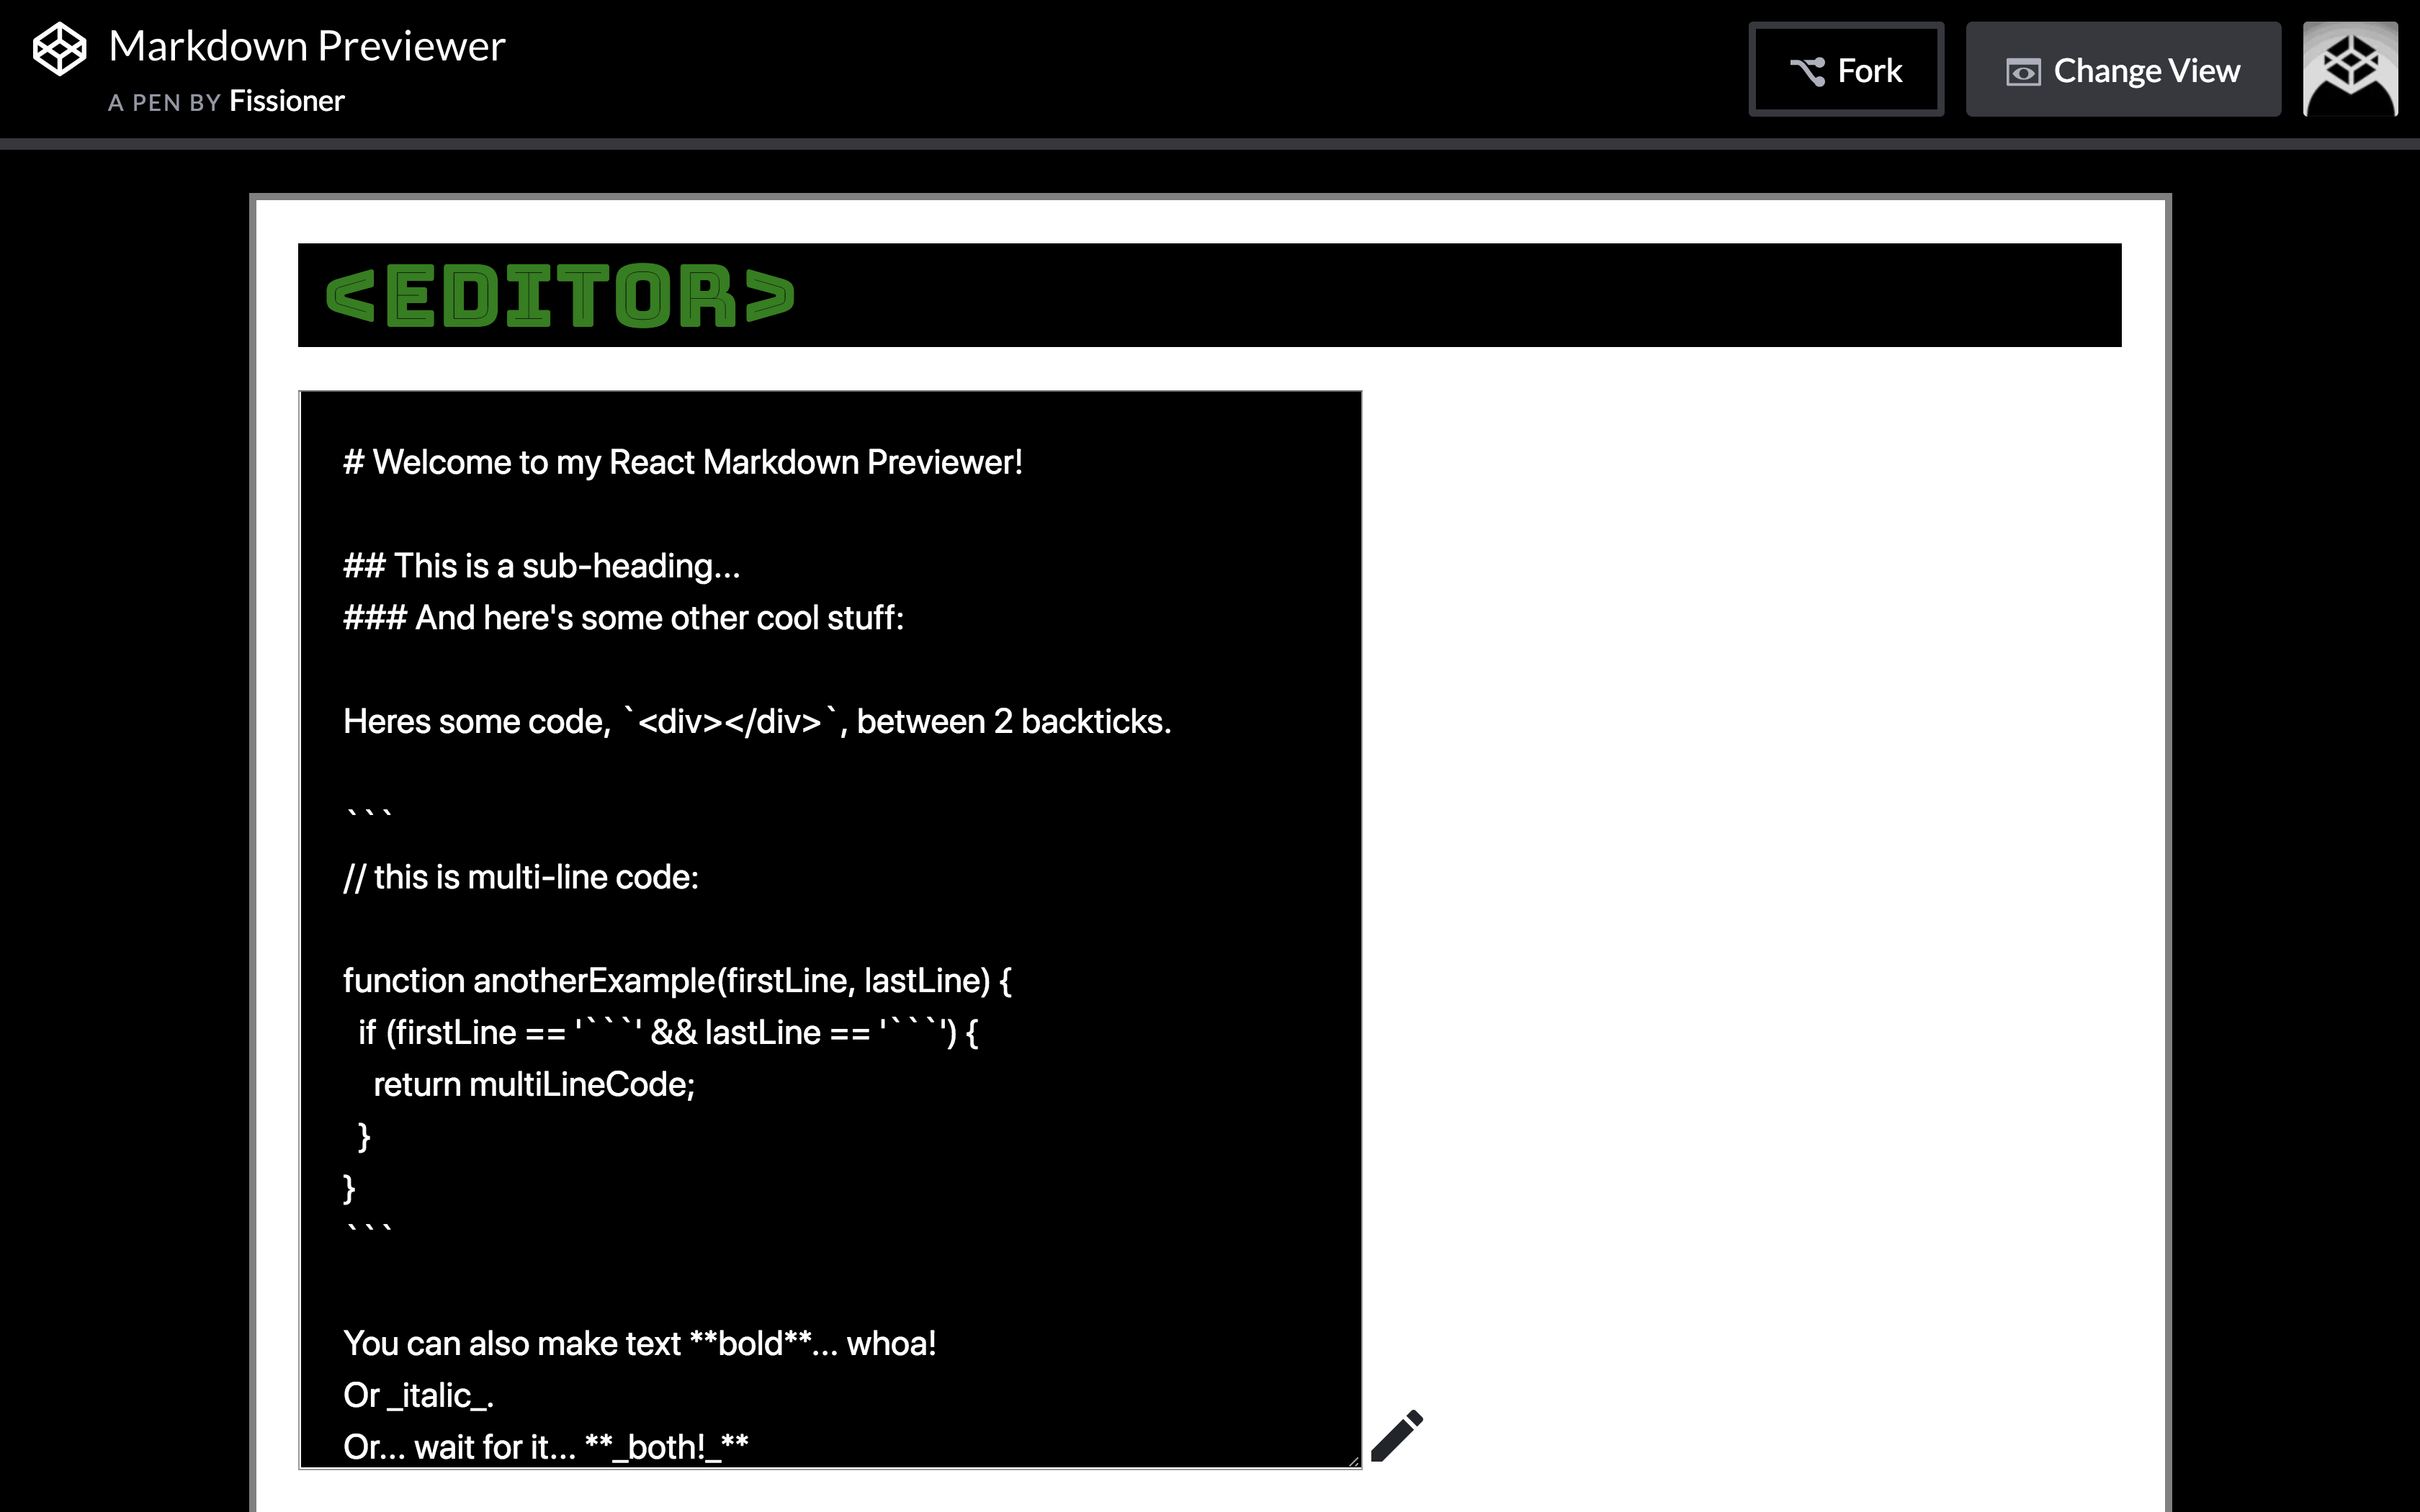 Markdown Previewer
A PEN BY Fissioner
Fork
Change View
<EDITOR>
# Welcome to my React Markdown Previewer!
## This is a sub-heading...
### And here's some other cool stuff:
Heres some code, `<div></div>`, between 2 backticks.
```
// this is multi-line code:
function anotherExample(firstLine, lastLine) {
  if (firstLine == '```' && lastLine == '```') {
    return multiLineCode;
  }
}
```
You can also make text **bold**... whoa!
Or _italic_.
Or... wait for it... **_both!_**